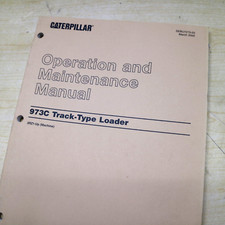 CATERPILLAR
Operation and
Maintenance
Manual
973C Track-Type Loader